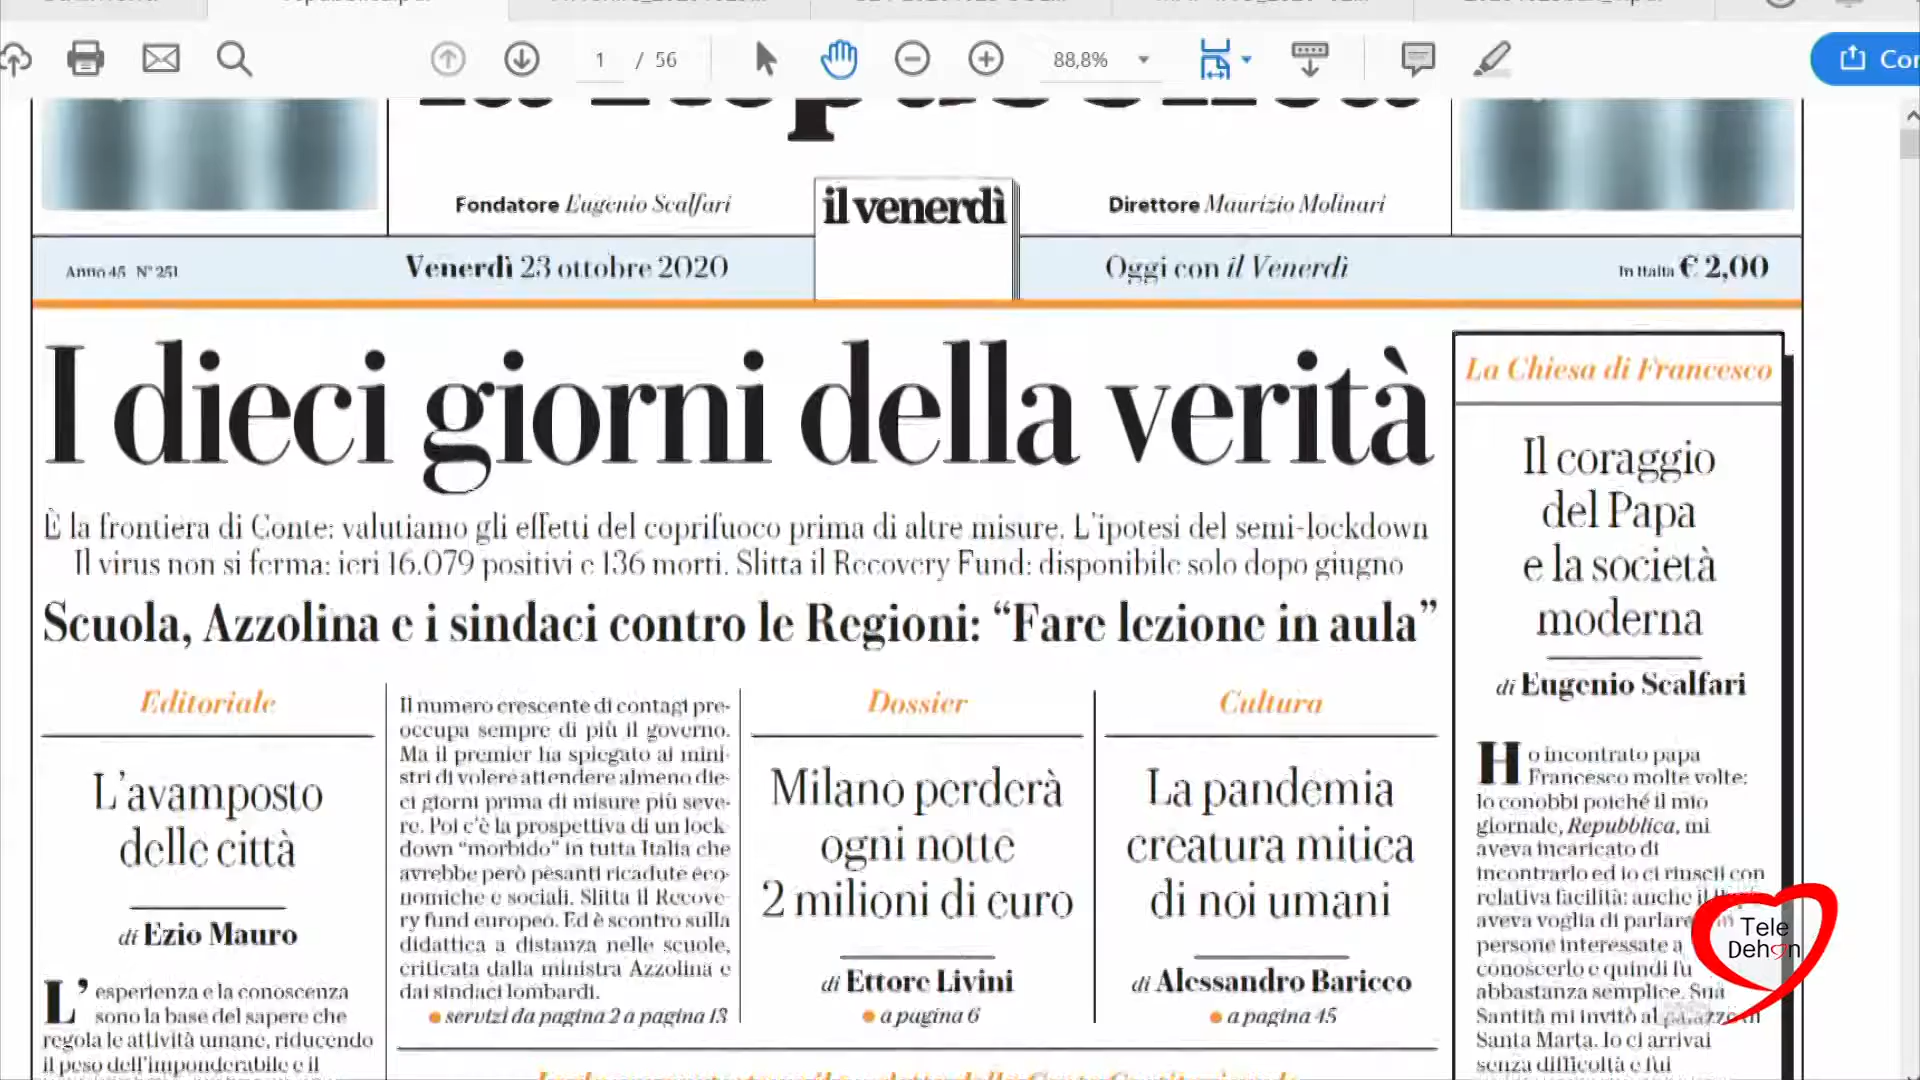 1 / 56
88,8%
Fondatore Eugenio Scalfari
il venerdì
Direttore Maurizio Molinari
Anno 45 N° 251
Venerdì 23 ottobre 2020
Oggi con il Venerdì
In Italia € 2,00
I dieci giorni della verità
È la frontiera di Conte: valutiamo gli effetti del coprifuoco prima di altre misure. L'ipotesi del semi-lockdown
Il virus non si ferma: ieri 16.079 positivi e 136 morti. Slitta il Recovery Fund: disponibile solo dopo giugno
Scuola, Azzolina e i sindaci contro le Regioni: “Fare lezione in aula”
Editoriale
L'avamposto
delle città
di Ezio Mauro
L' esperienza e la conoscenza
sono la base del sapere che
regola le attività umane, riducendo
il peso dell'imponderabile e il
Il numero crescente di contagi pre-
occupa sempre di più il governo.
Ma il premier ha spiegato ai mini-
stri di volere attendere almeno die-
ci giorni prima di misure più seve-
re. Poi c'è la prospettiva di un lock-
down “morbido” in tutta Italia che
avrebbe però pesanti ricadute eco-
nomiche e sociali. Slitta il Recove-
ry fund europeo. Ed è scontro sulla
didattica a distanza nelle scuole,
criticata dalla ministra Azzolina e
dai sindaci lombardi.
servizi da pagina 2 a pagina 13
Dossier
Milano perderà
ogni notte
2 milioni di euro
di Ettore Livini
a pagina 6
Cultura
La pandemia
creatura mitica
di noi umani
di Alessandro Baricco
a pagina 45
La Chiesa di Francesco
Il coraggio
del Papa
e la società
moderna
di Eugenio Scalfari
Ho incontrato papa
Francesco molte volte:
lo conobbi poiché il mio
giornale, Repubblica, mi
aveva incaricato di
incontrarlo ed io ci riuscii con
relativa facilità: anche il
aveva voglia di parlare
persone interessate a
conoscerlo e quindi fu
abbastanza semplice. Sua
Santità mi invitò al palazzo di
Santa Marta. Io ci arrivai
senza difficoltà e fui
Tele
Dehon